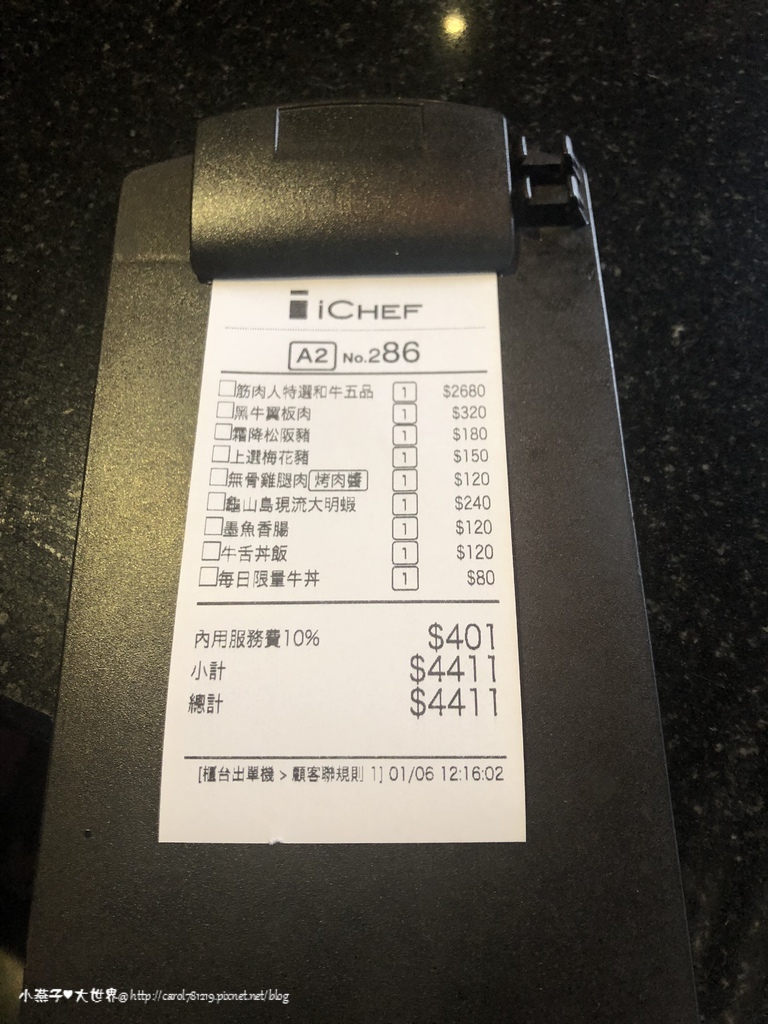 iCHEF
A2 No.286
筋肉人特選和牛五品 1 $2680
黑牛翼板肉 1 $320
霜降松阪豬 1 $180
上選梅花豬 1 $150
無骨雞腿肉 烤肉醬 1 $120
龜山島現流大明蝦 1 $240
墨魚香腸 1 $120
牛舌丼飯 1 $120
每日限量牛丼 1 $80
內用服務費10% $401
小計 $4411
總計 $4411
[櫃台出單機 > 顧客聯規則 1] 01/06 12:16:02
小燕子♥大世界@http://carol761219.pixnet.net/blog